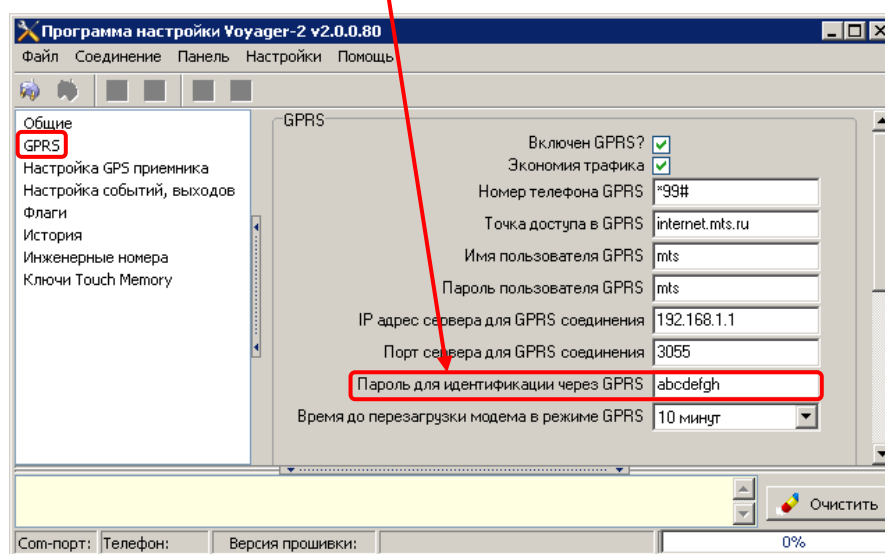 Программа настройки Voyager-2 v2.0.0.80
Файл Соединение Панель Настройки Помощь
Общие
GPRS
Настройка GPS приемника
Настройка событий, выходов
Флаги
История
Инженерные номера
Ключи Touch Memory
GPRS
Включен GPRS?
Экономия трафика
Номер телефона GPRS *99#
Точка доступа в GPRS internet.mts.ru
Имя пользователя GPRS mts
Пароль пользователя GPRS mts
IP адрес сервера для GPRS соединения 192.168.1.1
Порт сервера для GPRS соединения 3055
Пароль для идентификации через GPRS abcdefgh
Время до перезагрузки модема в режиме GPRS 10 минут
Очистить
Com-порт: Телефон: Версия прошивки: 0%